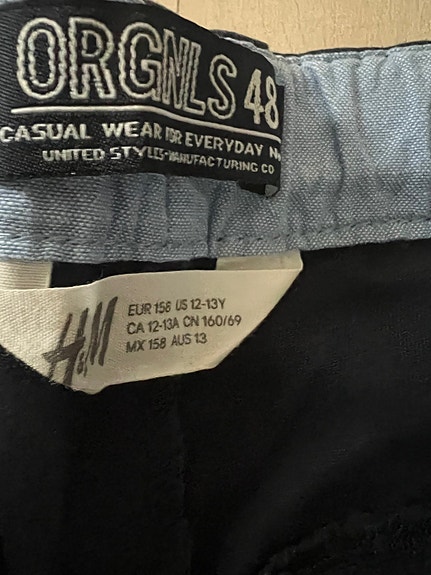 ORGNLS 48
CASUAL WEAR FOR EVERYDAY
UNITED STYLES-MANUFACTURING CO
H&M
EUR 158 US 12-13Y
CA 12-13A CN 160/69
MX 158 AUS 13